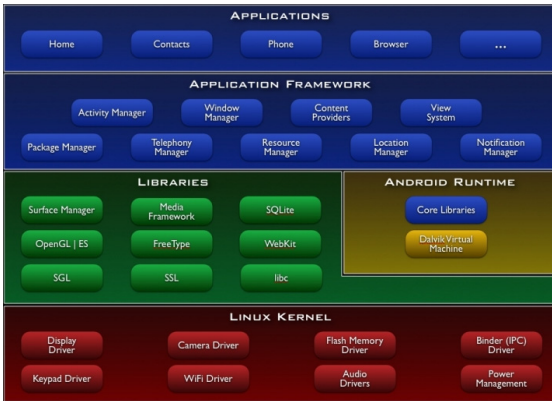 APPLICATIONS
Home
Contacts
Phone
Browser
...
APPLICATION FRAMEWORK
Activity Manager
Window
Manager
Content
Providers
View
System
Package Manager
Telephony
Manager
Resource
Manager
Location
Manager
Notification
Manager
LIBRARIES
Surface Manager
Media
Framework
SQLite
OpenGL | ES
FreeType
WebKit
SGL
SSL
libc
ANDROID RUNTIME
Core Libraries
Dalvik Virtual
Machine
LINUX KERNEL
Display
Driver
Camera Driver
Flash Memory
Driver
Binder (IPC)
Driver
Keypad Driver
WiFi Driver
Audio
Drivers
Power
Management